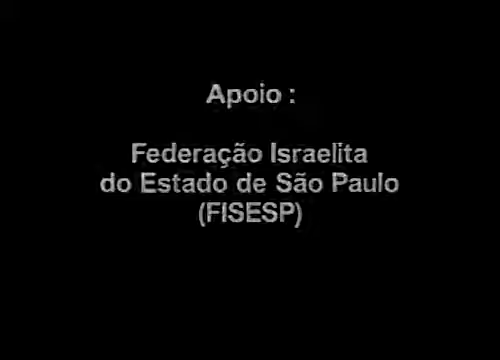 Apoio :
Federação Israelita
do Estado de São Paulo
(FISESP)